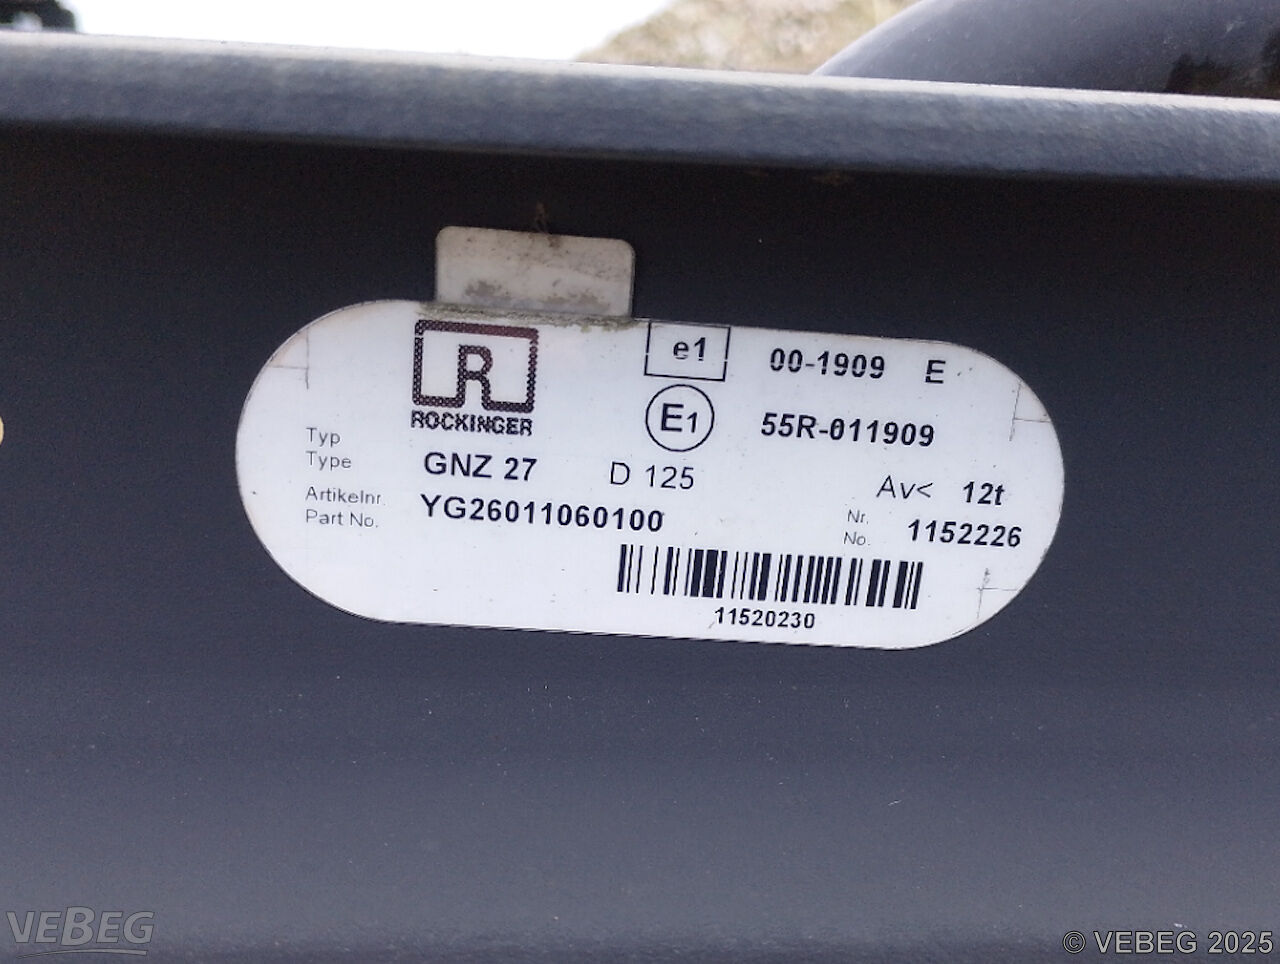 R
ROCKINGER
e1 00-1909 E
E1 55R-011909
Typ
Type GNZ 27 D 125 Av< 12t
Artikelnr.
Part No. YG26011060100
Nr.
No. 1152226
11520230
VEBEG
© VEBEG 2025